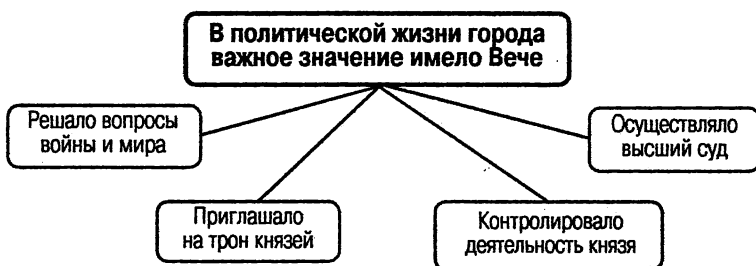 В политической жизни города
важное значение имело Вече
Решало вопросы
войны и мира
Приглашало
на трон князей
Контролировало
деятельность князя
Осуществляло
высший суд